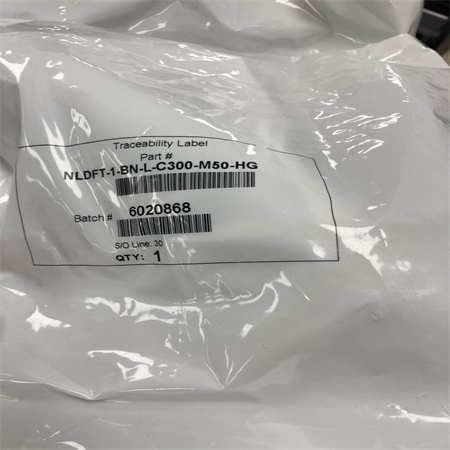 Traceability Label
Part #
NLDFT-1-BN-L-C300-M50-HG
Batch # 6020868
S/O Line: 30
QTY: 1